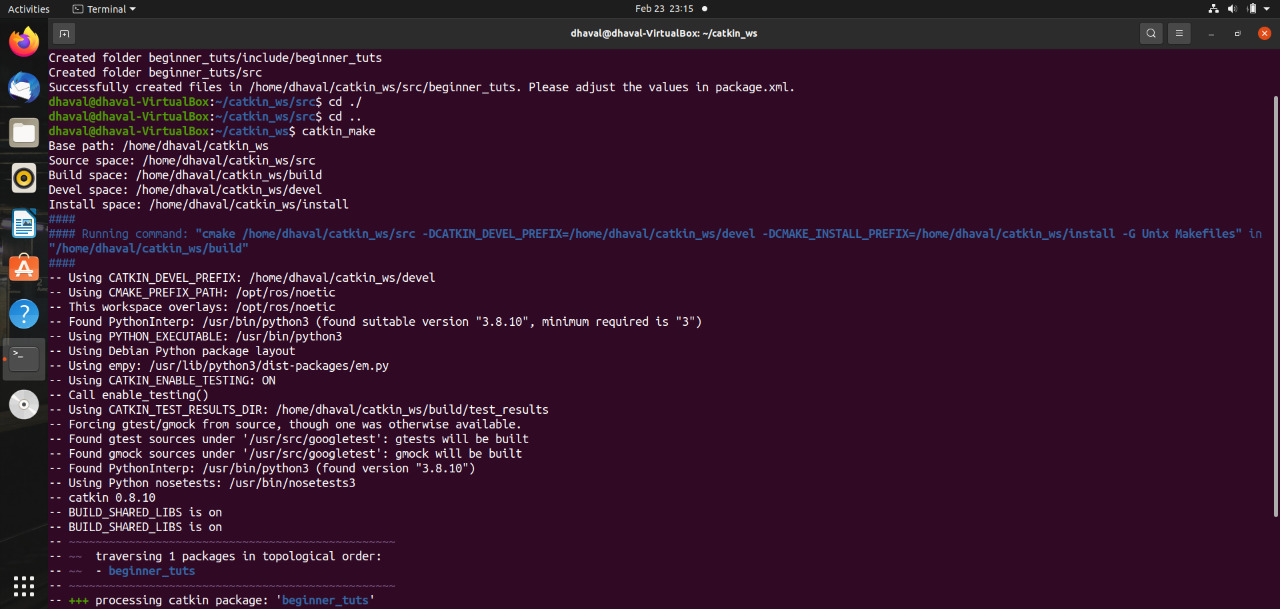 Activities
Terminal
Feb 23 23:15
dhaval@dhaval-VirtualBox: ~/catkin_ws
Created folder beginner_tuts/include/beginner_tuts
Created folder beginner_tuts/src
Successfully created files in /home/dhaval/catkin_ws/src/beginner_tuts. Please adjust the values in package.xml.
dhaval@dhaval-VirtualBox:~/catkin_ws/src$ cd ./
dhaval@dhaval-VirtualBox:~/catkin_ws/src$ cd ..
dhaval@dhaval-VirtualBox:~/catkin_ws$ catkin_make
Base path: /home/dhaval/catkin_ws
Source space: /home/dhaval/catkin_ws/src
Build space: /home/dhaval/catkin_ws/build
Devel space: /home/dhaval/catkin_ws/devel
Install space: /home/dhaval/catkin_ws/install
####
#### Running command: "cmake /home/dhaval/catkin_ws/src -DCATKIN_DEVEL_PREFIX=/home/dhaval/catkin_ws/devel -DCMAKE_INSTALL_PREFIX=/home/dhaval/catkin_ws/install -G Unix Makefiles" in
"/home/dhaval/catkin_ws/build"
####
-- Using CATKIN_DEVEL_PREFIX: /home/dhaval/catkin_ws/devel
-- Using CMAKE_PREFIX_PATH: /opt/ros/noetic
-- This workspace overlays: /opt/ros/noetic
-- Found PythonInterp: /usr/bin/python3 (found suitable version "3.8.10", minimum required is "3")
-- Using PYTHON_EXECUTABLE: /usr/bin/python3
-- Using Debian Python package layout
-- Using empy: /usr/lib/python3/dist-packages/em.py
-- Using CATKIN_ENABLE_TESTING: ON
-- Call enable_testing()
-- Using CATKIN_TEST_RESULTS_DIR: /home/dhaval/catkin_ws/build/test_results
-- Forcing gtest/gmock from source, though one was otherwise available.
-- Found gtest sources under '/usr/src/googletest': gtests will be built
-- Found gmock sources under '/usr/src/googletest': gmock will be built
-- Found PythonInterp: /usr/bin/python3 (found version "3.8.10")
-- Using Python nosetests: /usr/bin/nosetests3
-- catkin 0.8.10
-- BUILD_SHARED_LIBS is on
-- BUILD_SHARED_LIBS is on
-- ~~~~~~~~~~~~~~~~~~~~~~~~~~~~~~~~~~~~~~~~~~~~~~~~~
-- ~~  traversing 1 packages in topological order:
-- ~~  - beginner_tuts
-- ~~~~~~~~~~~~~~~~~~~~~~~~~~~~~~~~~~~~~~~~~~~~~~~~~
-- +++ processing catkin package: 'beginner_tuts'